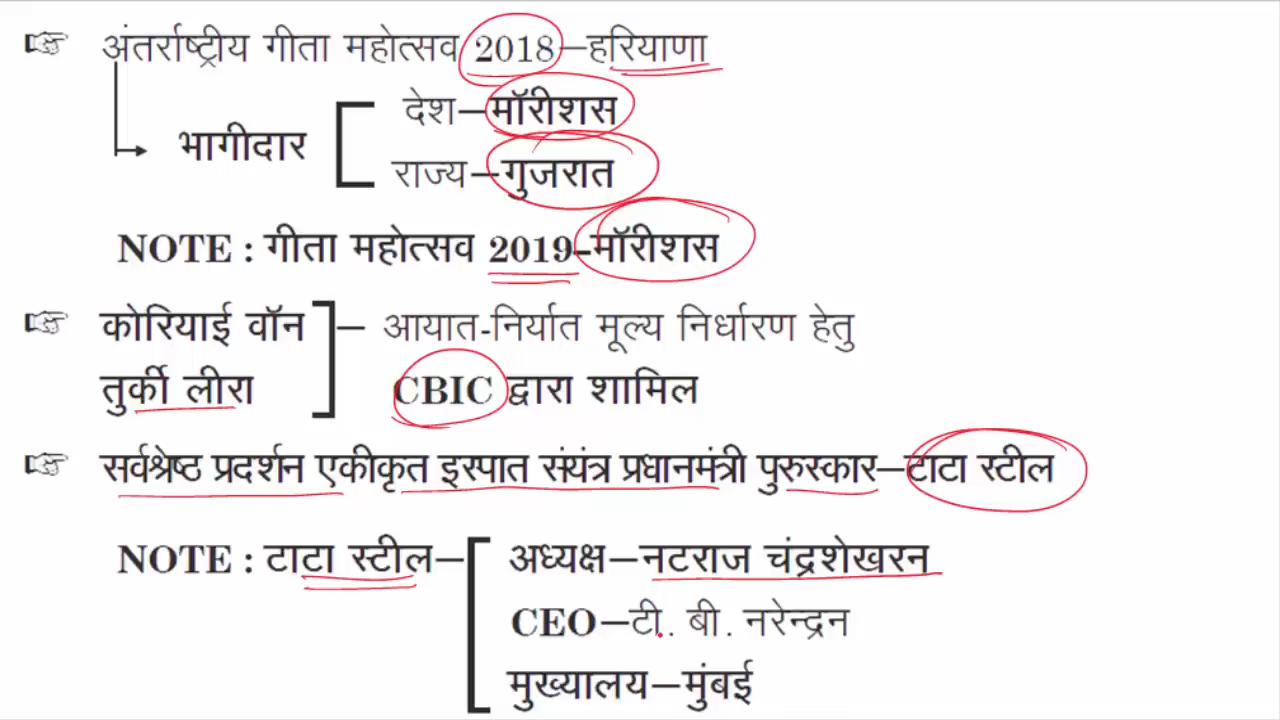 अंतर्राष्ट्रीय गीता महोत्सव 2018–हरियाणा
देश–मॉरीशस
भागीदार
राज्य–गुजरात
NOTE : गीता महोत्सव 2019-मॉरीशस
कोरियाई वॉन – आयात-निर्यात मूल्य निर्धारण हेतु
तुर्की लीरा CBIC द्वारा शामिल
सर्वश्रेष्ठ प्रदर्शन एकीकृत इस्पात संयंत्र प्रधानमंत्री पुरुस्कार–टाटा स्टील
NOTE : टाटा स्टील– अध्यक्ष–नटराज चंद्रशेखरन
CEO–टी. बी. नरेन्द्रन
मुख्यालय–मुंबई